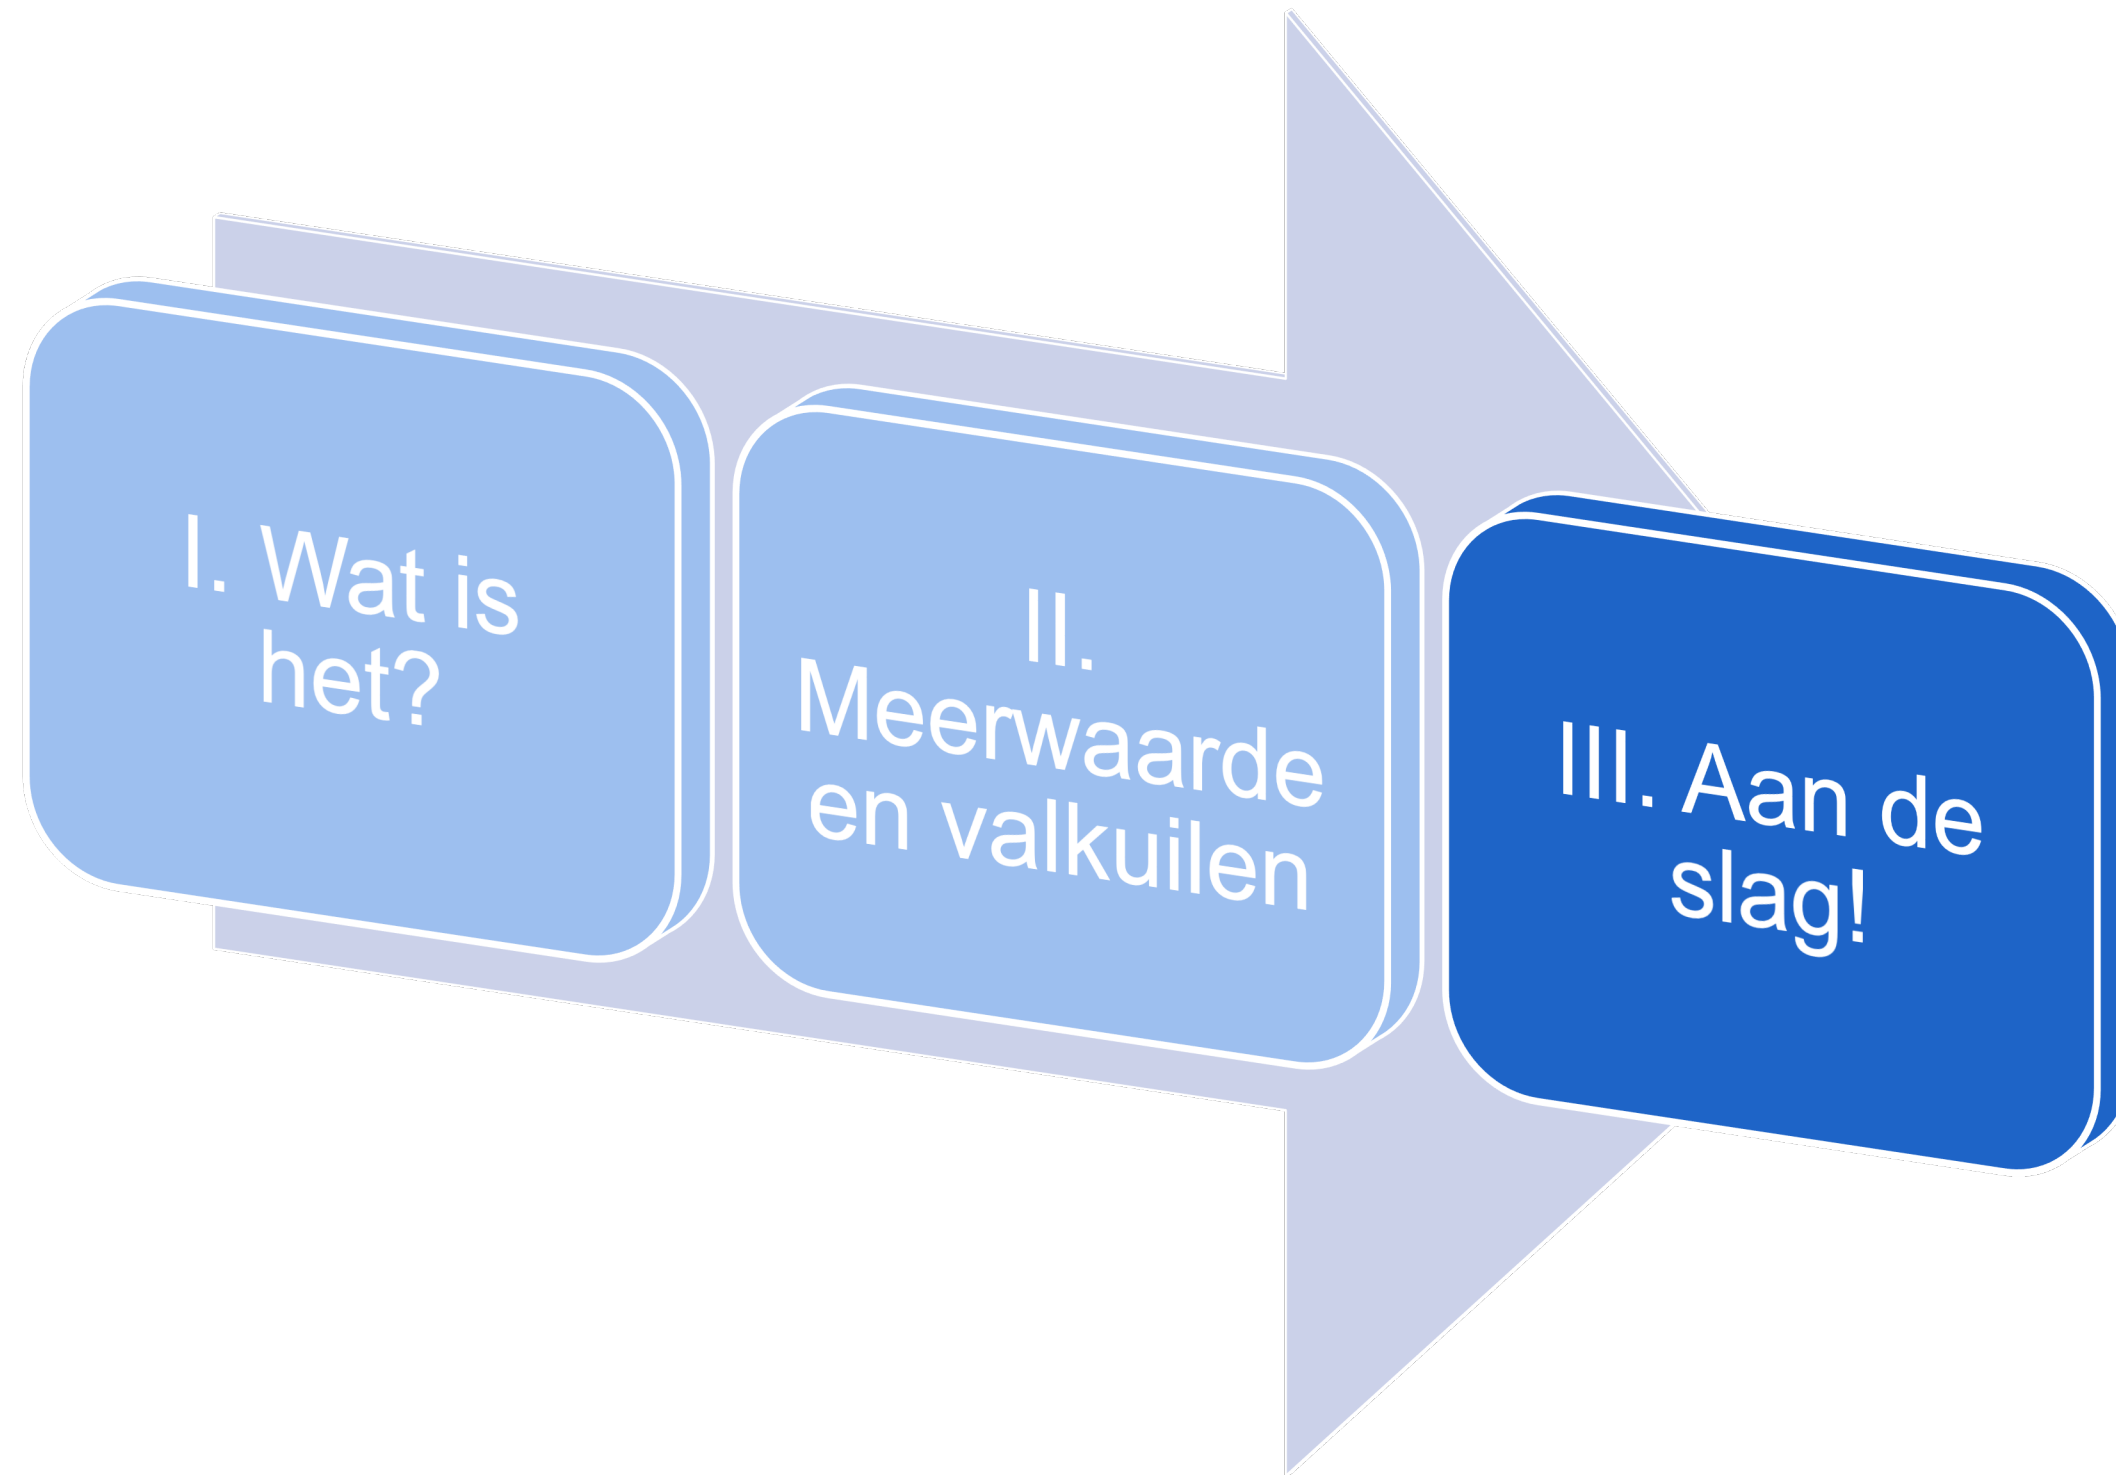 I. Wat is
het?
II.
Meerwaarde
en valkuilen
III. Aan de
slag!